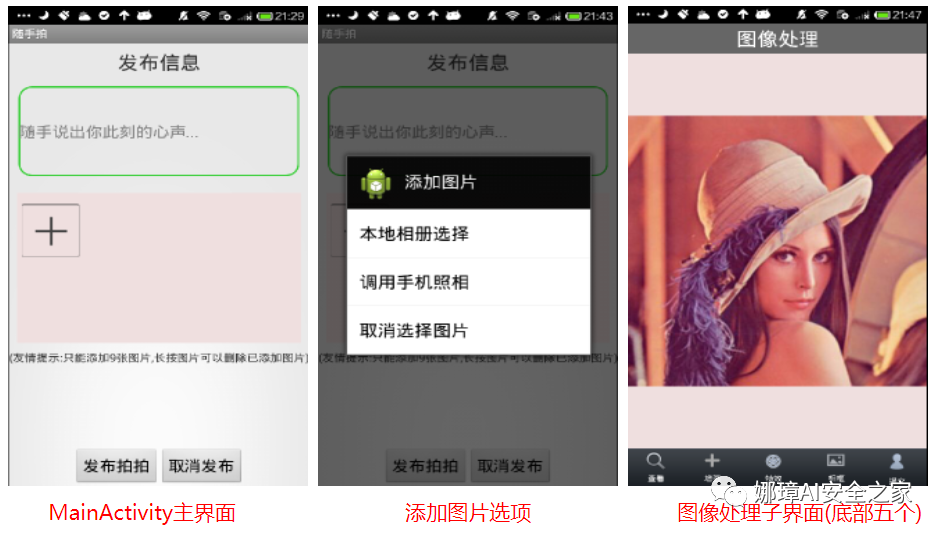 21:29
随手拍
发布信息
随手说出你此刻的心声...
(友情提示:只能添加9张图片,长按图片可以删除已添加图片)
发布拍拍
取消发布
MainActivity主界面
21:43
随手拍
发布信息
随手说出你此刻的心声...
添加图片
本地相册选择
调用手机照相
取消选择图片
(友情提示:只能添加9张图片,长按图片可以删除已添加图片)
发布拍拍
取消发布
添加图片选项
21:47
图像处理
查看
娜璋AI安全之家
图像处理子界面(底部五个)